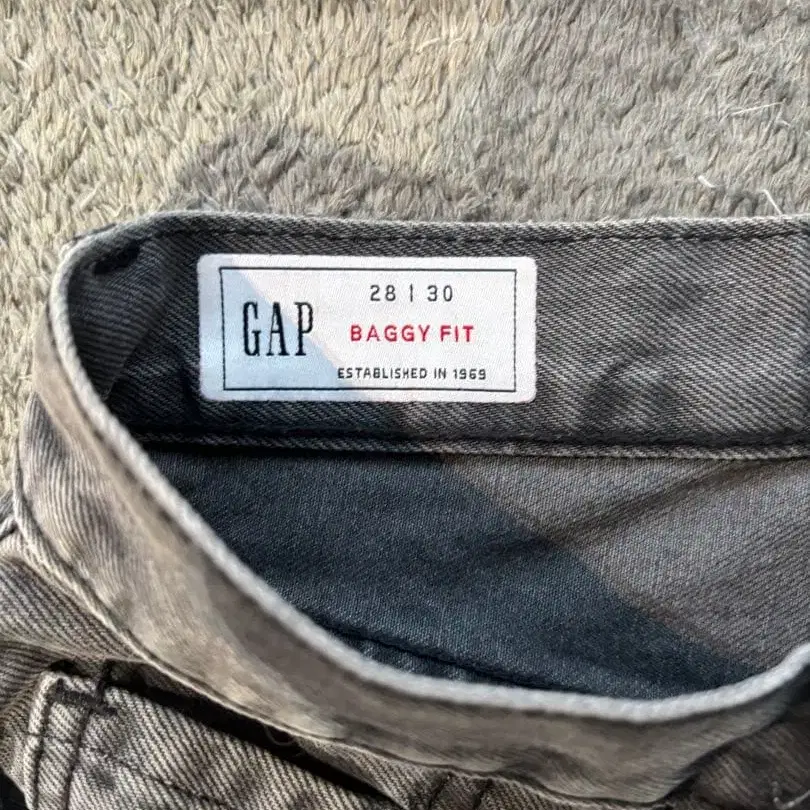 GAP
28 | 30
BAGGY FIT
ESTABLISHED IN 1969